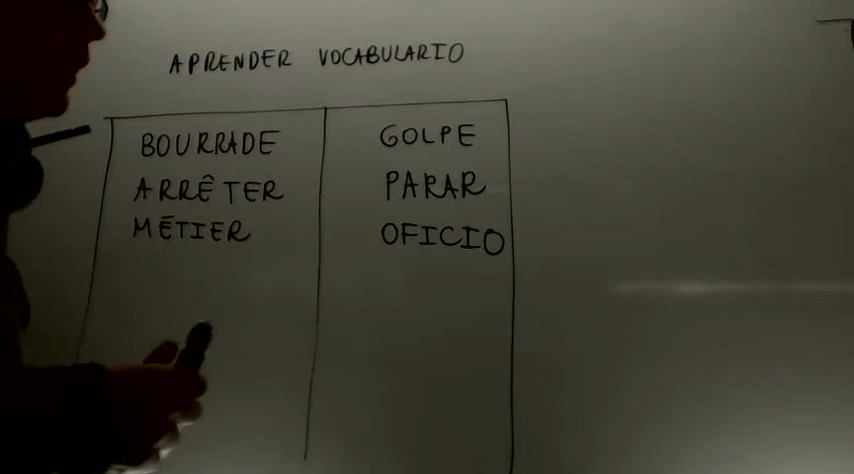 APRENDER VOCABULARIO
BOURRADE GOLPE
ARRÊTER PARAR
MÉTIER OFICIO